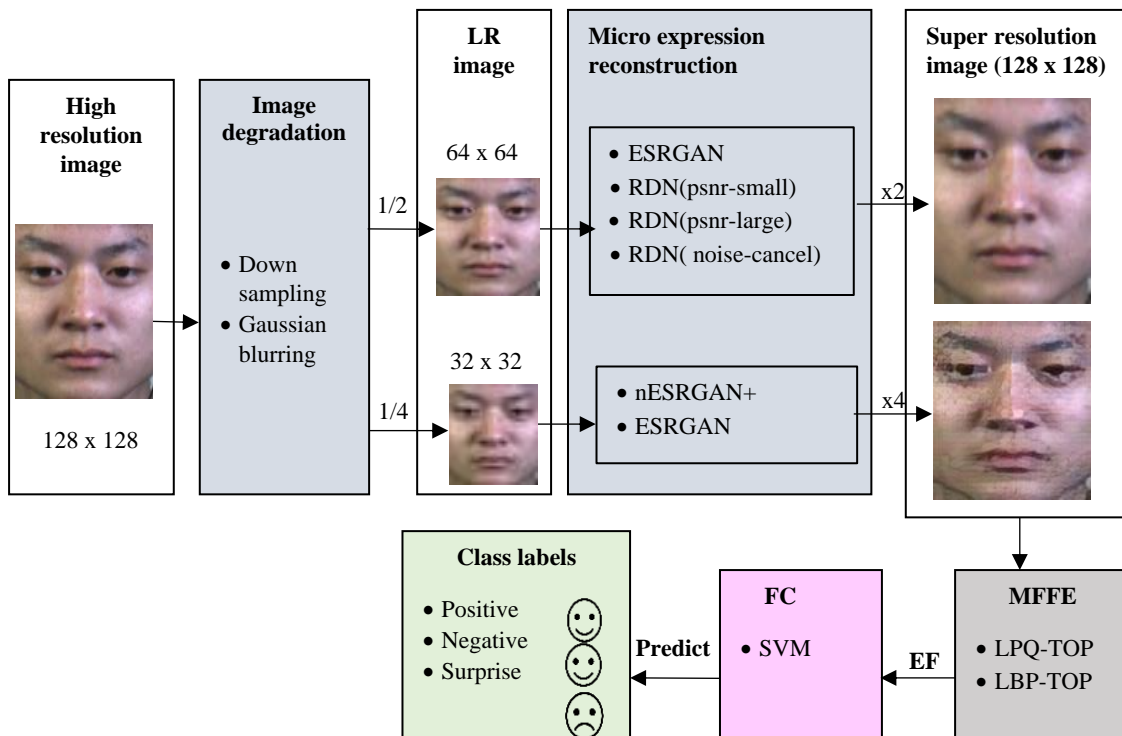 High
resolution
image
128 x 128
Image
degradation
• Down
sampling
• Gaussian
blurring
1/2
1/4
LR
image
64 x 64
32 x 32
Micro expression
reconstruction
• ESRGAN
• RDN(psnr-small)
• RDN(psnr-large)
• RDN( noise-cancel)
• nESRGAN+
• ESRGAN
x2
x4
Super resolution
image (128 x 128)
MFFE
• LPQ-TOP
• LBP-TOP
EF
FC
• SVM
Predict
Class labels
• Positive
• Negative
• Surprise